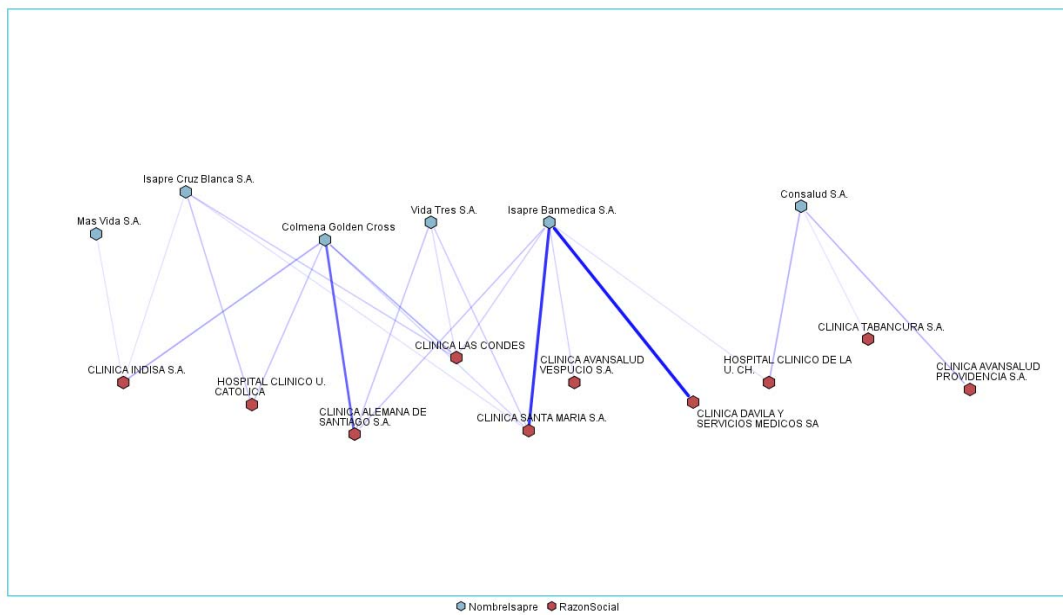 Isapre Cruz Blanca S.A.
Mas Vida S.A.
Colmena Golden Cross
Vida Tres S.A.
Isapre Banmedica S.A.
Consalud S.A.
CLINICA INDISA S.A.
HOSPITAL CLINICO U.
CATOLICA
CLINICA ALEMANA DE
SANTIAGO S.A.
CLINICA LAS CONDES
CLINICA SANTA MARIA S.A.
CLINICA AVANSALUD
VESPUCIO S.A.
CLINICA DAVILA Y
SERVICIOS MEDICOS SA
HOSPITAL CLINICO DE LA
U. CH.
CLINICA TABANCURA S.A.
CLINICA AVANSALUD
PROVIDENCIA S.A.
NombreIsapre RazonSocial